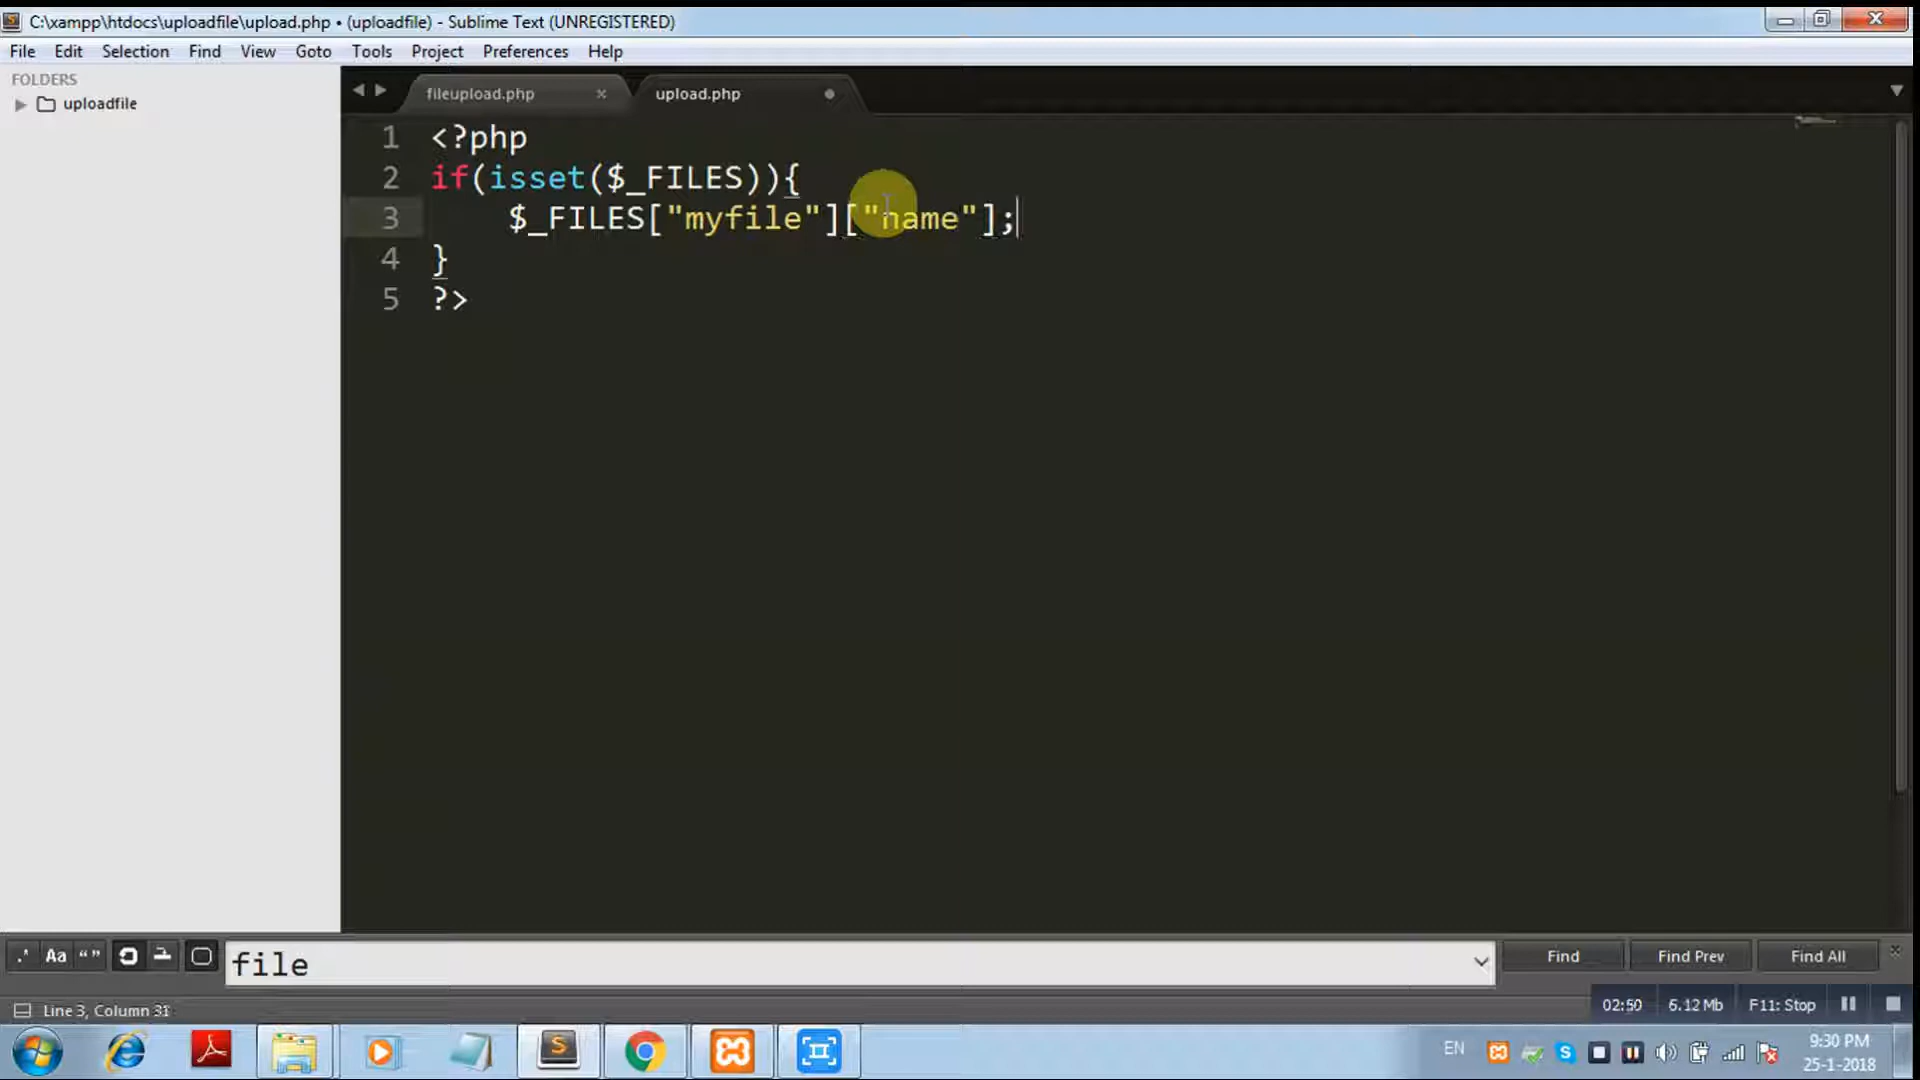 C:\xampp\htdocs\uploadfile\upload.php • (uploadfile) - Sublime Text (UNREGISTERED)
File Edit Selection Find View Goto Tools Project Preferences Help
FOLDERS
uploadfile
fileupload.php
upload.php
1 <?php
2 if(isset($_FILES)){
3 $_FILES["myfile"]["name"];
4 }
5 ?>
.* Aa “ ”
file
Find
Find Prev
Find All
Line 3, Column 31
02:50
6.12 Mb
F11: Stop
EN
9:30 PM
25-1-2018